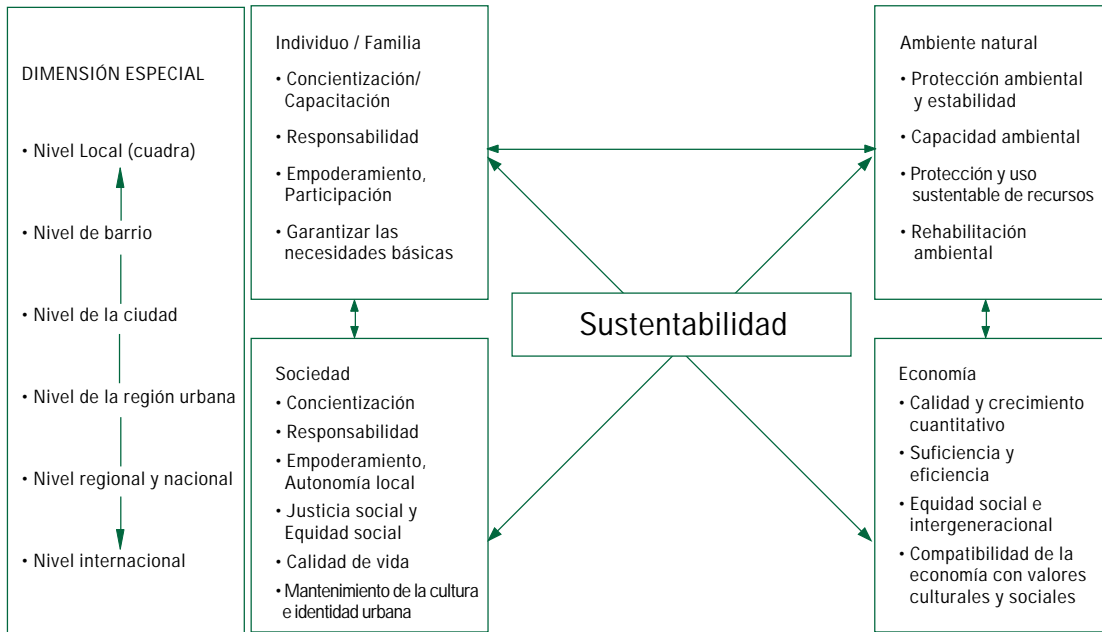 DIMENSIÓN ESPECIAL
• Nivel Local (cuadra)
• Nivel de barrio
• Nivel de la ciudad
• Nivel de la región urbana
• Nivel regional y nacional
• Nivel internacional
Individuo / Familia
• Concientización/
Capacitación
• Responsabilidad
• Empoderamiento,
Participación
• Garantizar las
necesidades básicas
Ambiente natural
• Protección ambiental
y estabilidad
• Capacidad ambiental
• Protección y uso
sustentable de recursos
• Rehabilitación
ambiental
Sustentabilidad
Sociedad
• Concientización
• Responsabilidad
• Empoderamiento,
Autonomía local
• Justicia social y
Equidad social
• Calidad de vida
• Mantenimiento de la cultura
e identidad urbana
Economía
• Calidad y crecimiento
cuantitativo
• Suficiencia y
eficiencia
• Equidad social e
intergeneracional
• Compatibilidad de la
economía con valores
culturales y sociales